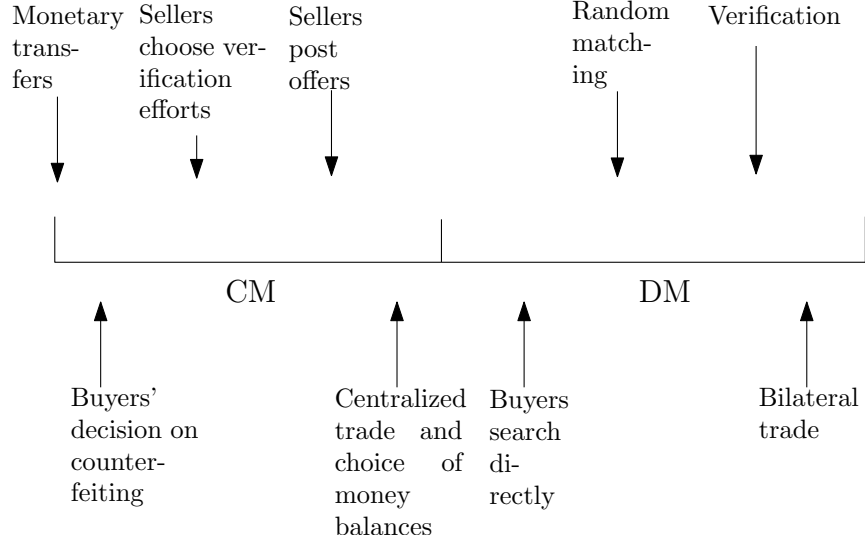 Monetary
trans-
fers
Sellers
choose ver-
ification
efforts
Sellers
post
offers
Random
match-
ing
Verification
CM
DM
Buyers’
decision on
counter-
feiting
Centralized
trade and
choice of
money
balances
Buyers
search
di-
rectly
Bilateral
trade